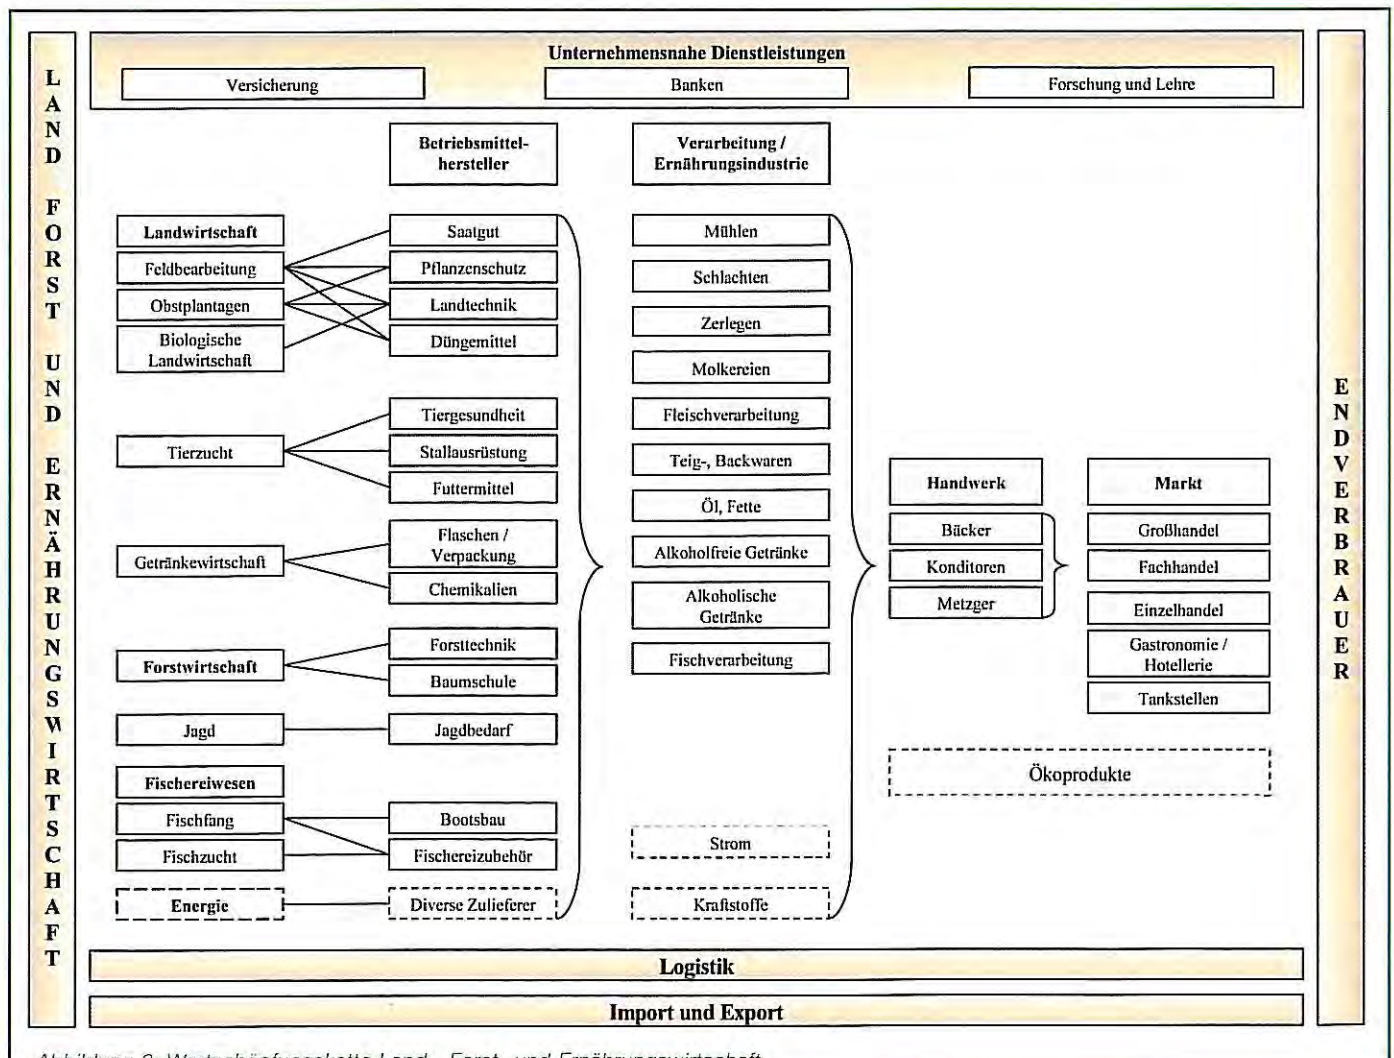 LAND FORST UND ERNÄHRUNGSWIRTSCHAFT
Unternehmensnahe Dienstleistungen
Versicherung
Banken
Forschung und Lehre
Betriebsmittel-
hersteller
Verarbeitung /
Ernährungsindustrie
Landwirtschaft
Feldbearbeitung
Obstplantagen
Biologische
Landwirtschaft
Tierzucht
Getränkewirtschaft
Forstwirtschaft
Jagd
Fischereiwesen
Fischfang
Fischzucht
Energie
Saatgut
Pflanzenschutz
Landtechnik
Düngemittel
Tiergesundheit
Stallausrüstung
Futtermittel
Flaschen /
Verpackung
Chemikalien
Forsttechnik
Baumschule
Jagdbedarf
Bootsbau
Fischereizubehör
Diverse Zulieferer
Mühlen
Schlachten
Zerlegen
Molkereien
Fleischverarbeitung
Teig-, Backwaren
Öl, Fette
Alkoholfreie Getränke
Alkoholische
Getränke
Fischverarbeitung
Strom
Kraftstoffe
Handwerk
Bäcker
Konditoren
Metzger
Markt
Großhandel
Fachhandel
Einzelhandel
Gastronomie /
Hotellerie
Tankstellen
Ökoprodukte
ENDVERBRAUER
Logistik
Import und Export